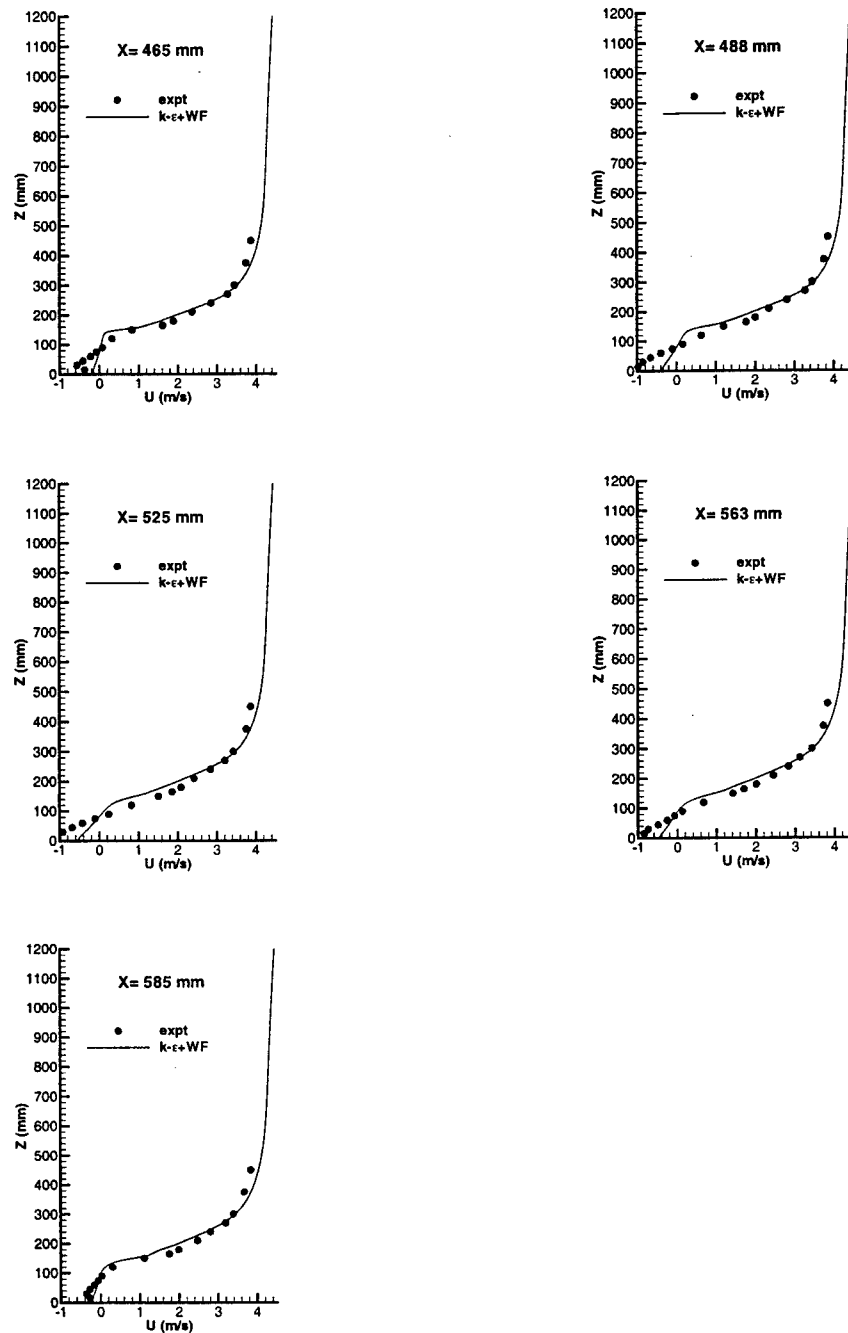 1200
1100
X= 465 mm
1000
900
expt
k-ε+WF
800
700
Z (mm)
600
500
400
300
200
100
0
-1 0 1 2 3 4
U (m/s)
1200
1100
X= 488 mm
1000
900
expt
k-ε+WF
800
700
Z (mm)
600
500
400
300
200
100
0
-1 0 1 2 3 4
U (m/s)
1200
1100
X= 525 mm
1000
900
expt
k-ε+WF
800
700
Z (mm)
600
500
400
300
200
100
0
-1 0 1 2 3 4
U (m/s)
1200
1100
X= 563 mm
1000
900
expt
k-ε+WF
800
700
Z (mm)
600
500
400
300
200
100
0
-1 0 1 2 3 4
U (m/s)
1200
1100
X= 585 mm
1000
900
expt
k-ε+WF
800
700
Z (mm)
600
500
400
300
200
100
0
-1 0 1 2 3 4
U (m/s)